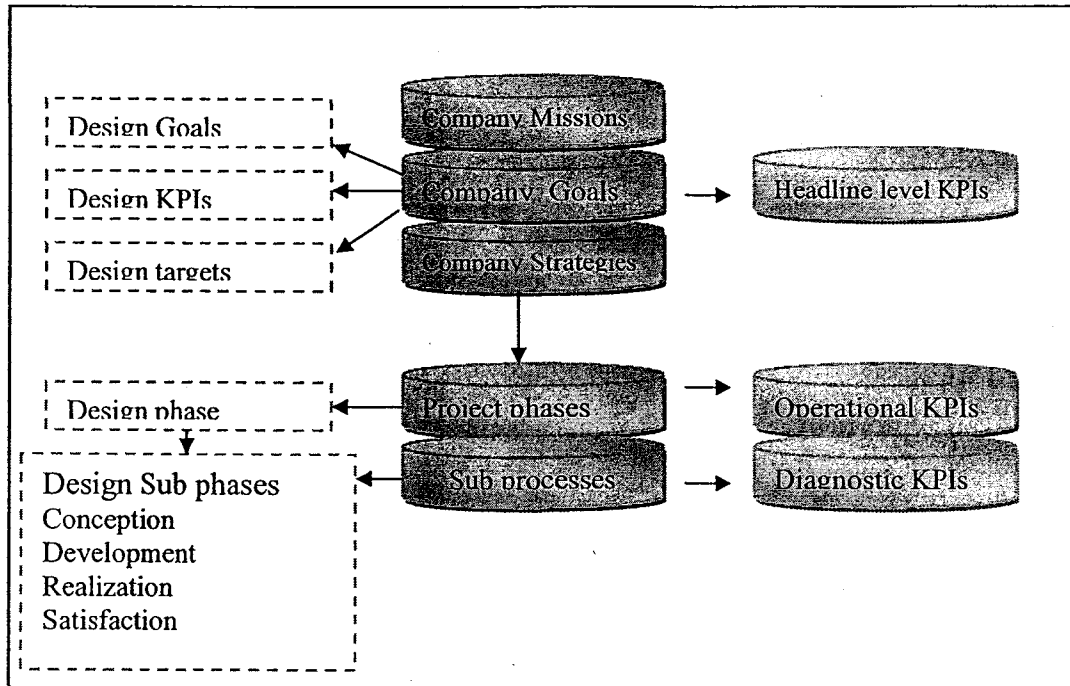 Company Missions
Design Goals
Company Goals
Headline level KPIs
Design KPIs
Company Strategies
Design targets
Project phases
Operational KPIs
Design phase
Sub processes
Diagnostic KPIs
Design Sub phases
Conception
Development
Realization
Satisfaction